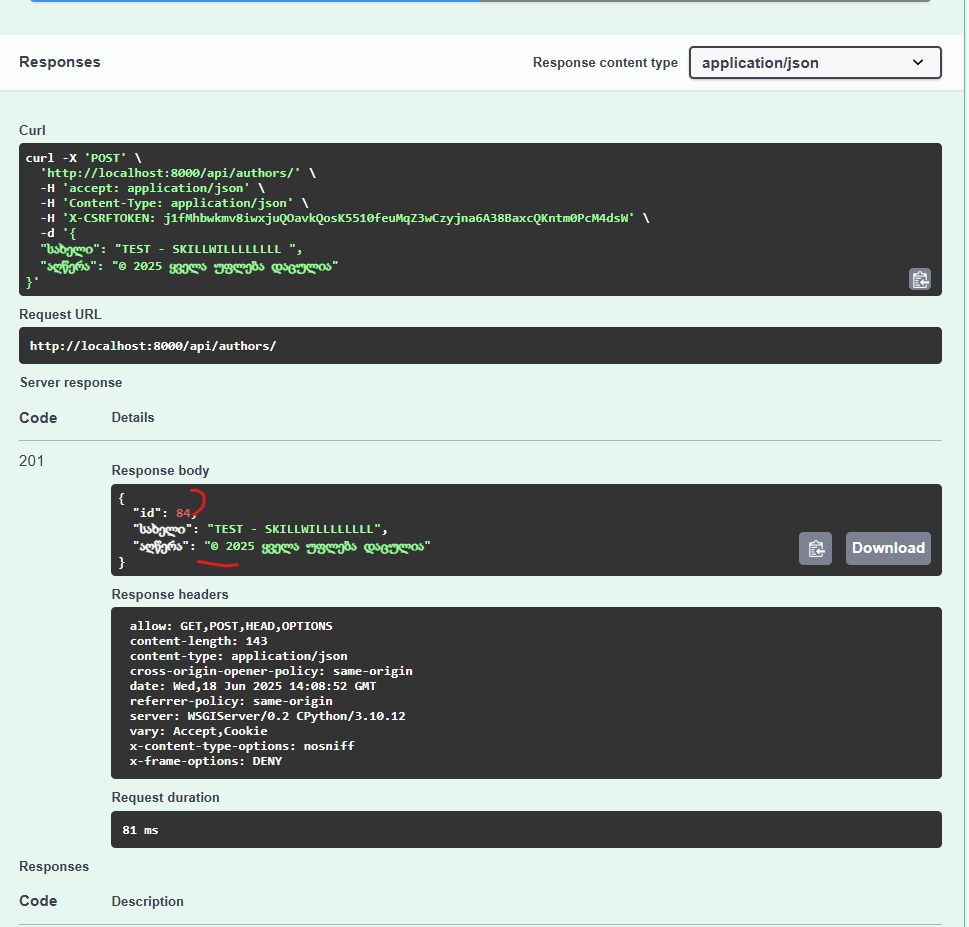 Responses
Response content type
application/json
Curl
curl -X 'POST' \
'http://localhost:8000/api/authors/' \
-H 'accept: application/json' \
-H 'Content-Type: application/json' \
-H 'X-CSRFTOKEN: j1fMhbwkmv8iwxjuQOavkQosK5510feuMqZ3wCzyjna6A38BaxcQKntm0PcM4dsW' \
-d '{
"სახელი": "TEST - SKILLWILLLLLLLL ",
"აღწერა": "© 2025 ყველა უფლება დაცულია"
}'
Request URL
http://localhost:8000/api/authors/
Server response
Code Details
201
Response body
{
"id": 84,
"სახელი": "TEST - SKILLWILLLLLLLL",
"აღწერა": "© 2025 ყველა უფლება დაცულია"
}
Download
Response headers
allow: GET,POST,HEAD,OPTIONS
content-length: 143
content-type: application/json
cross-origin-opener-policy: same-origin
date: Wed,18 Jun 2025 14:08:52 GMT
referrer-policy: same-origin
server: WSGIServer/0.2 CPython/3.10.12
vary: Accept,Cookie
x-content-type-options: nosniff
x-frame-options: DENY
Request duration
81 ms
Responses
Code Description